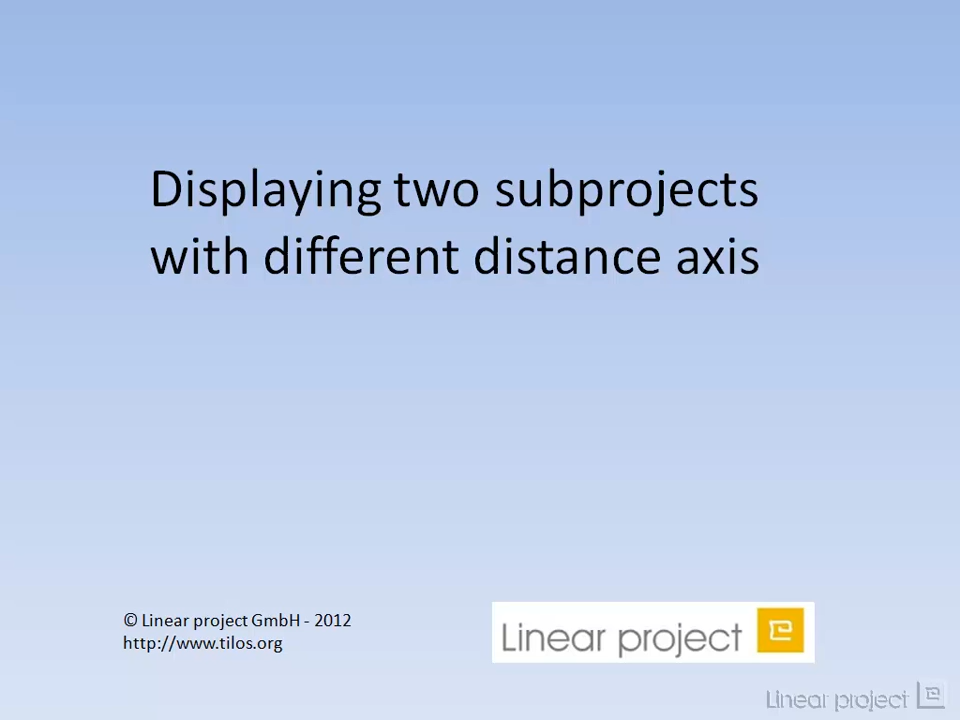 Displaying two subprojects
with different distance axis
© Linear project GmbH - 2012
http://www.tilos.org
Linear project
Linear project